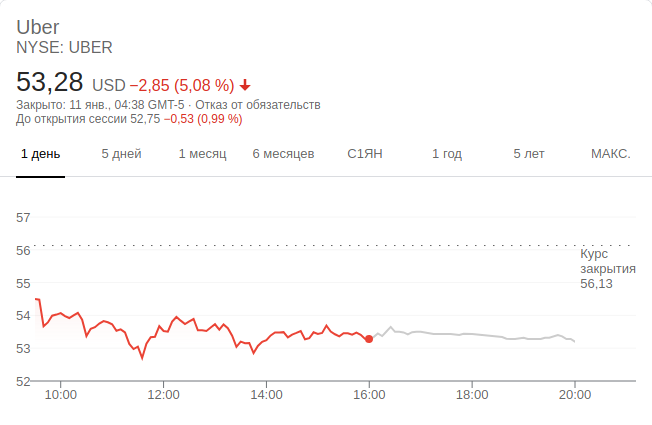 Uber
NYSE: UBER
53,28 USD −2,85 (5,08 %)
Закрыто: 11 янв., 04:38 GMT-5 · Отказ от обязательств
До открытия сессии 52,75 −0,53 (0,99 %)
1 день 5 дней 1 месяц 6 месяцев С1ЯН 1 год 5 лет МАКС.
57
56
Курс
закрытия
56,13
55
54
53
52
10:00 12:00 14:00 16:00 18:00 20:00